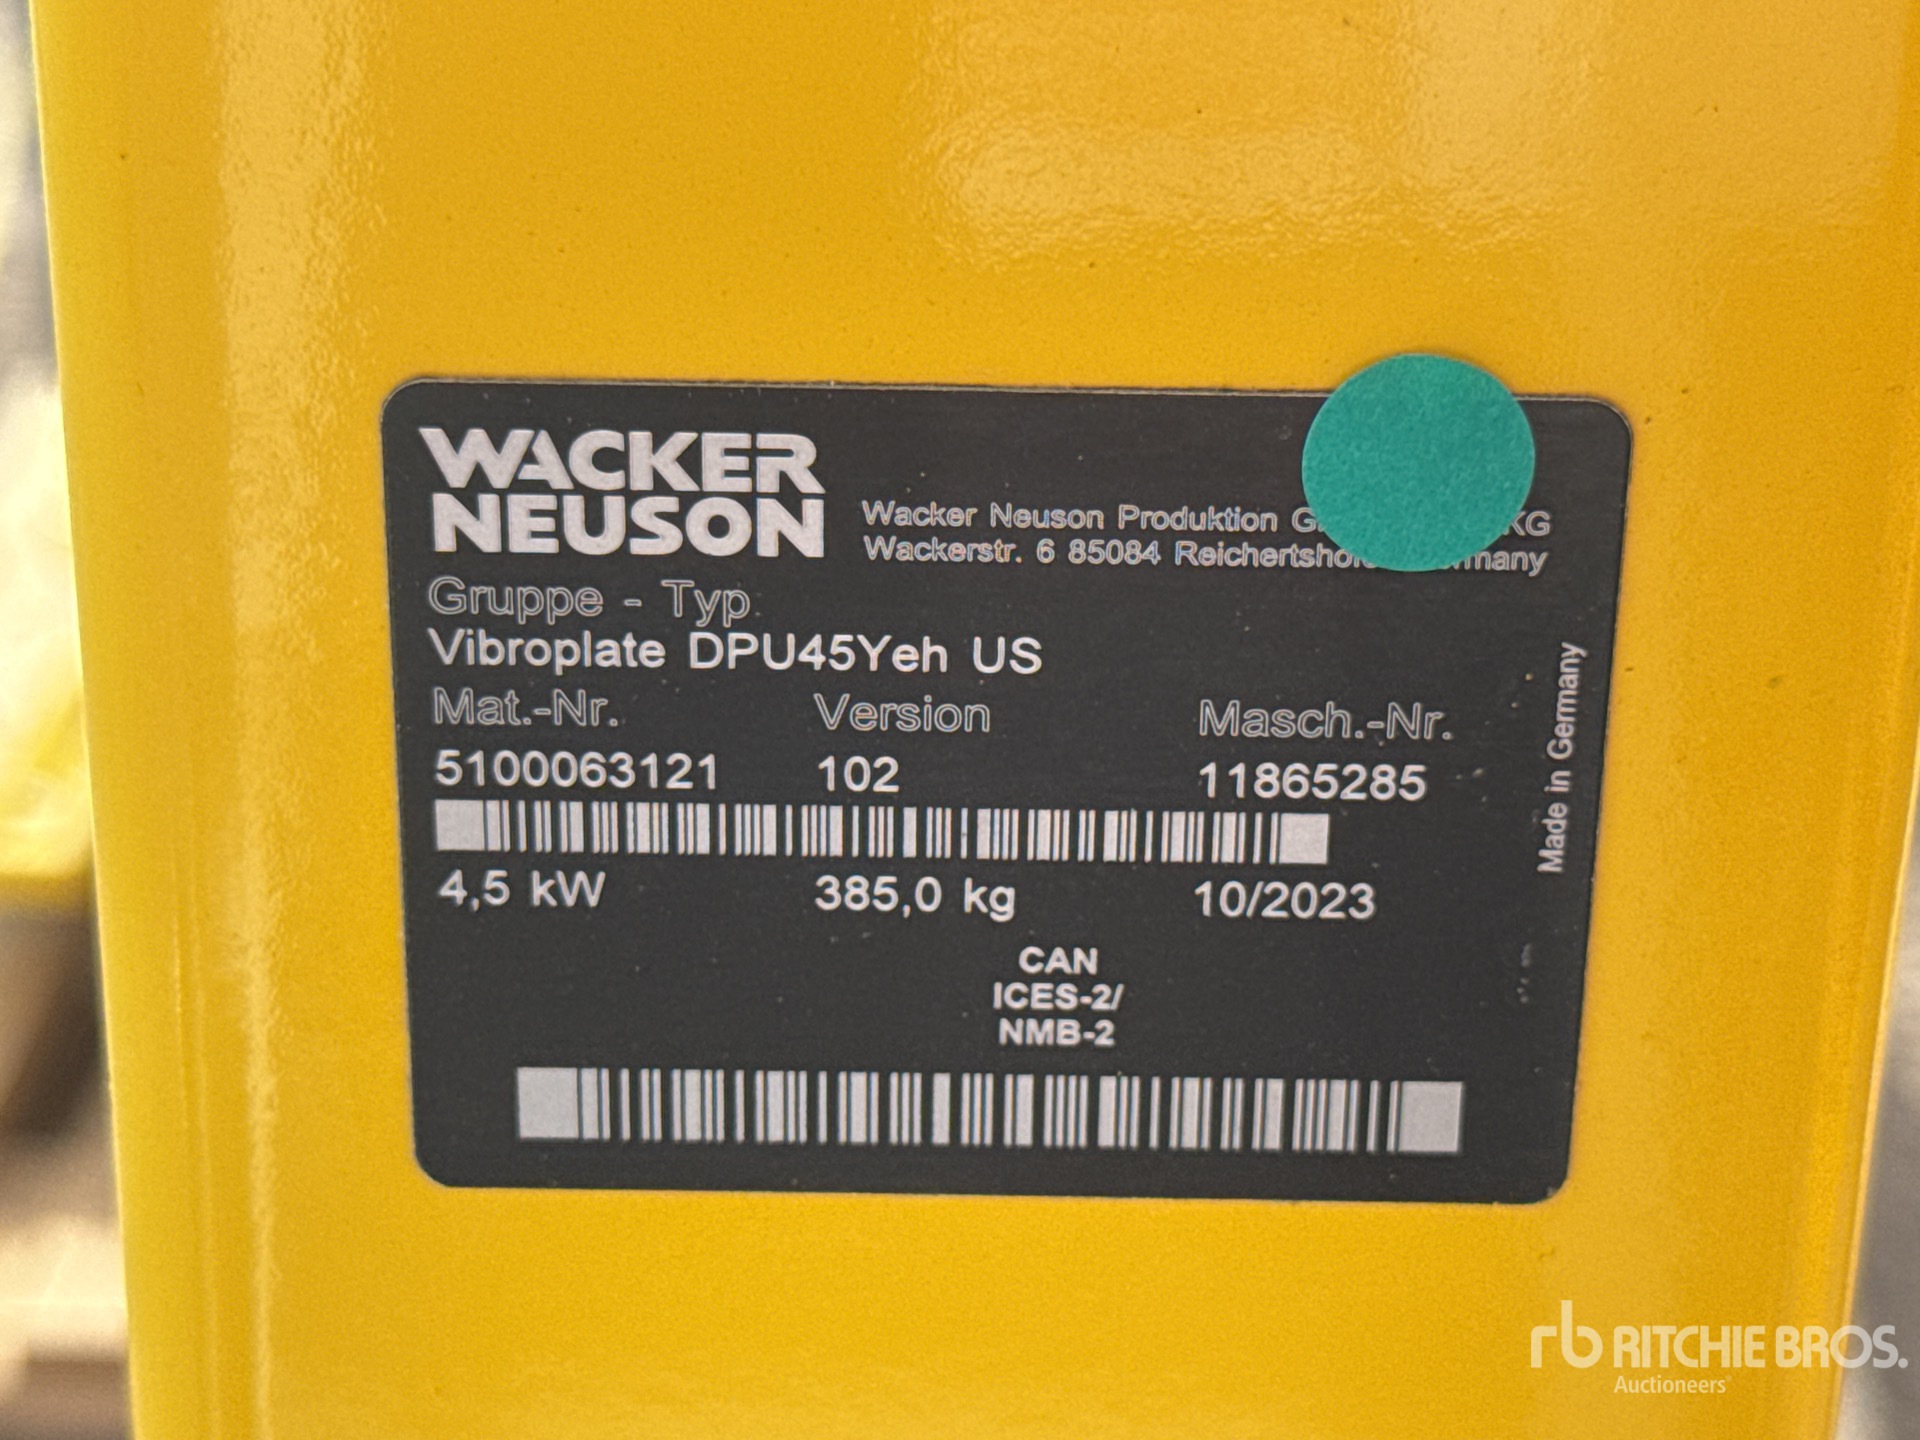 WACKER
NEUSON
Wacker Neuson Produktion KG
Wackerstr. 6 85084
Gruppe - Typ
Vibroplate DPU45Yeh US
Mat.-Nr. Version Masch.-Nr.
5100063121 102 11865285
4,5 kW 385,0 kg 10/2023
Made in Germany
CAN
ICES-2/
NMB-2
rb RITCHIE BROS.
Auctioneers